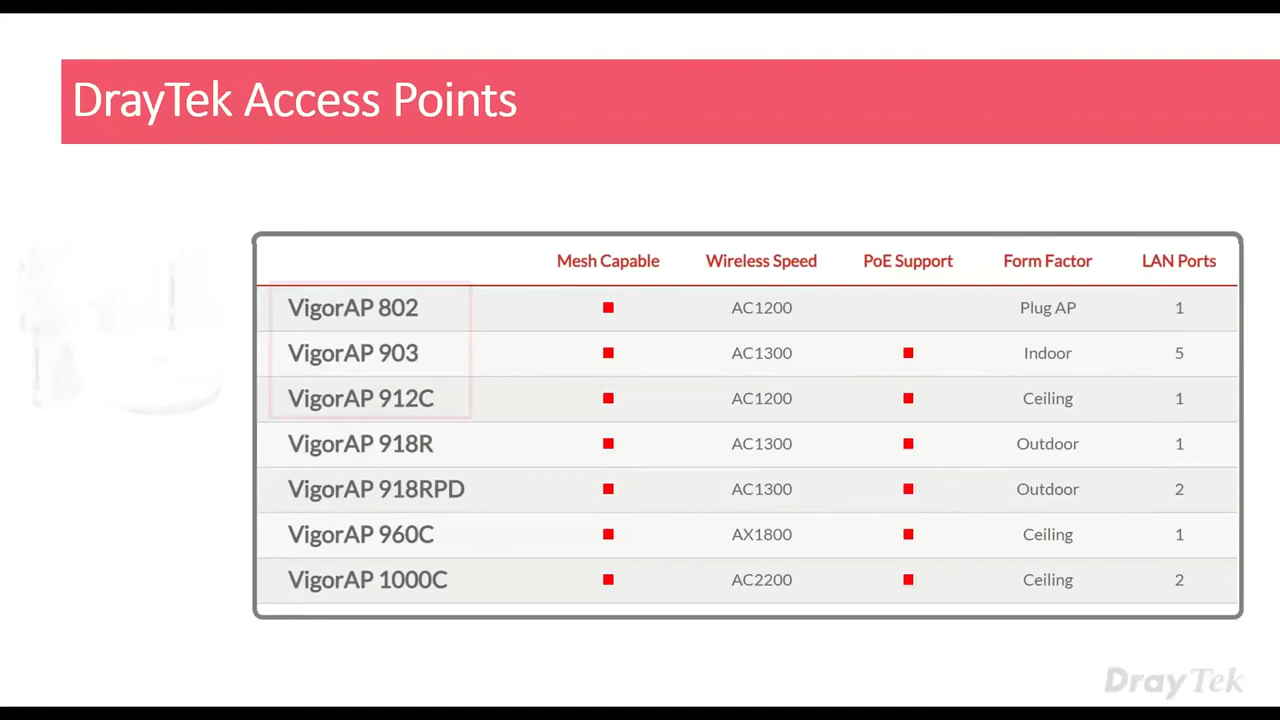 DrayTek Access Points
Mesh Capable Wireless Speed PoE Support Form Factor LAN Ports
VigorAP 802 AC1200 Plug AP 1
VigorAP 903 AC1300 Indoor 5
VigorAP 912C AC1200 Ceiling 1
VigorAP 918R AC1300 Outdoor 1
VigorAP 918RPD AC1300 Outdoor 2
VigorAP 960C AX1800 Ceiling 1
VigorAP 1000C AC2200 Ceiling 2
DrayTek